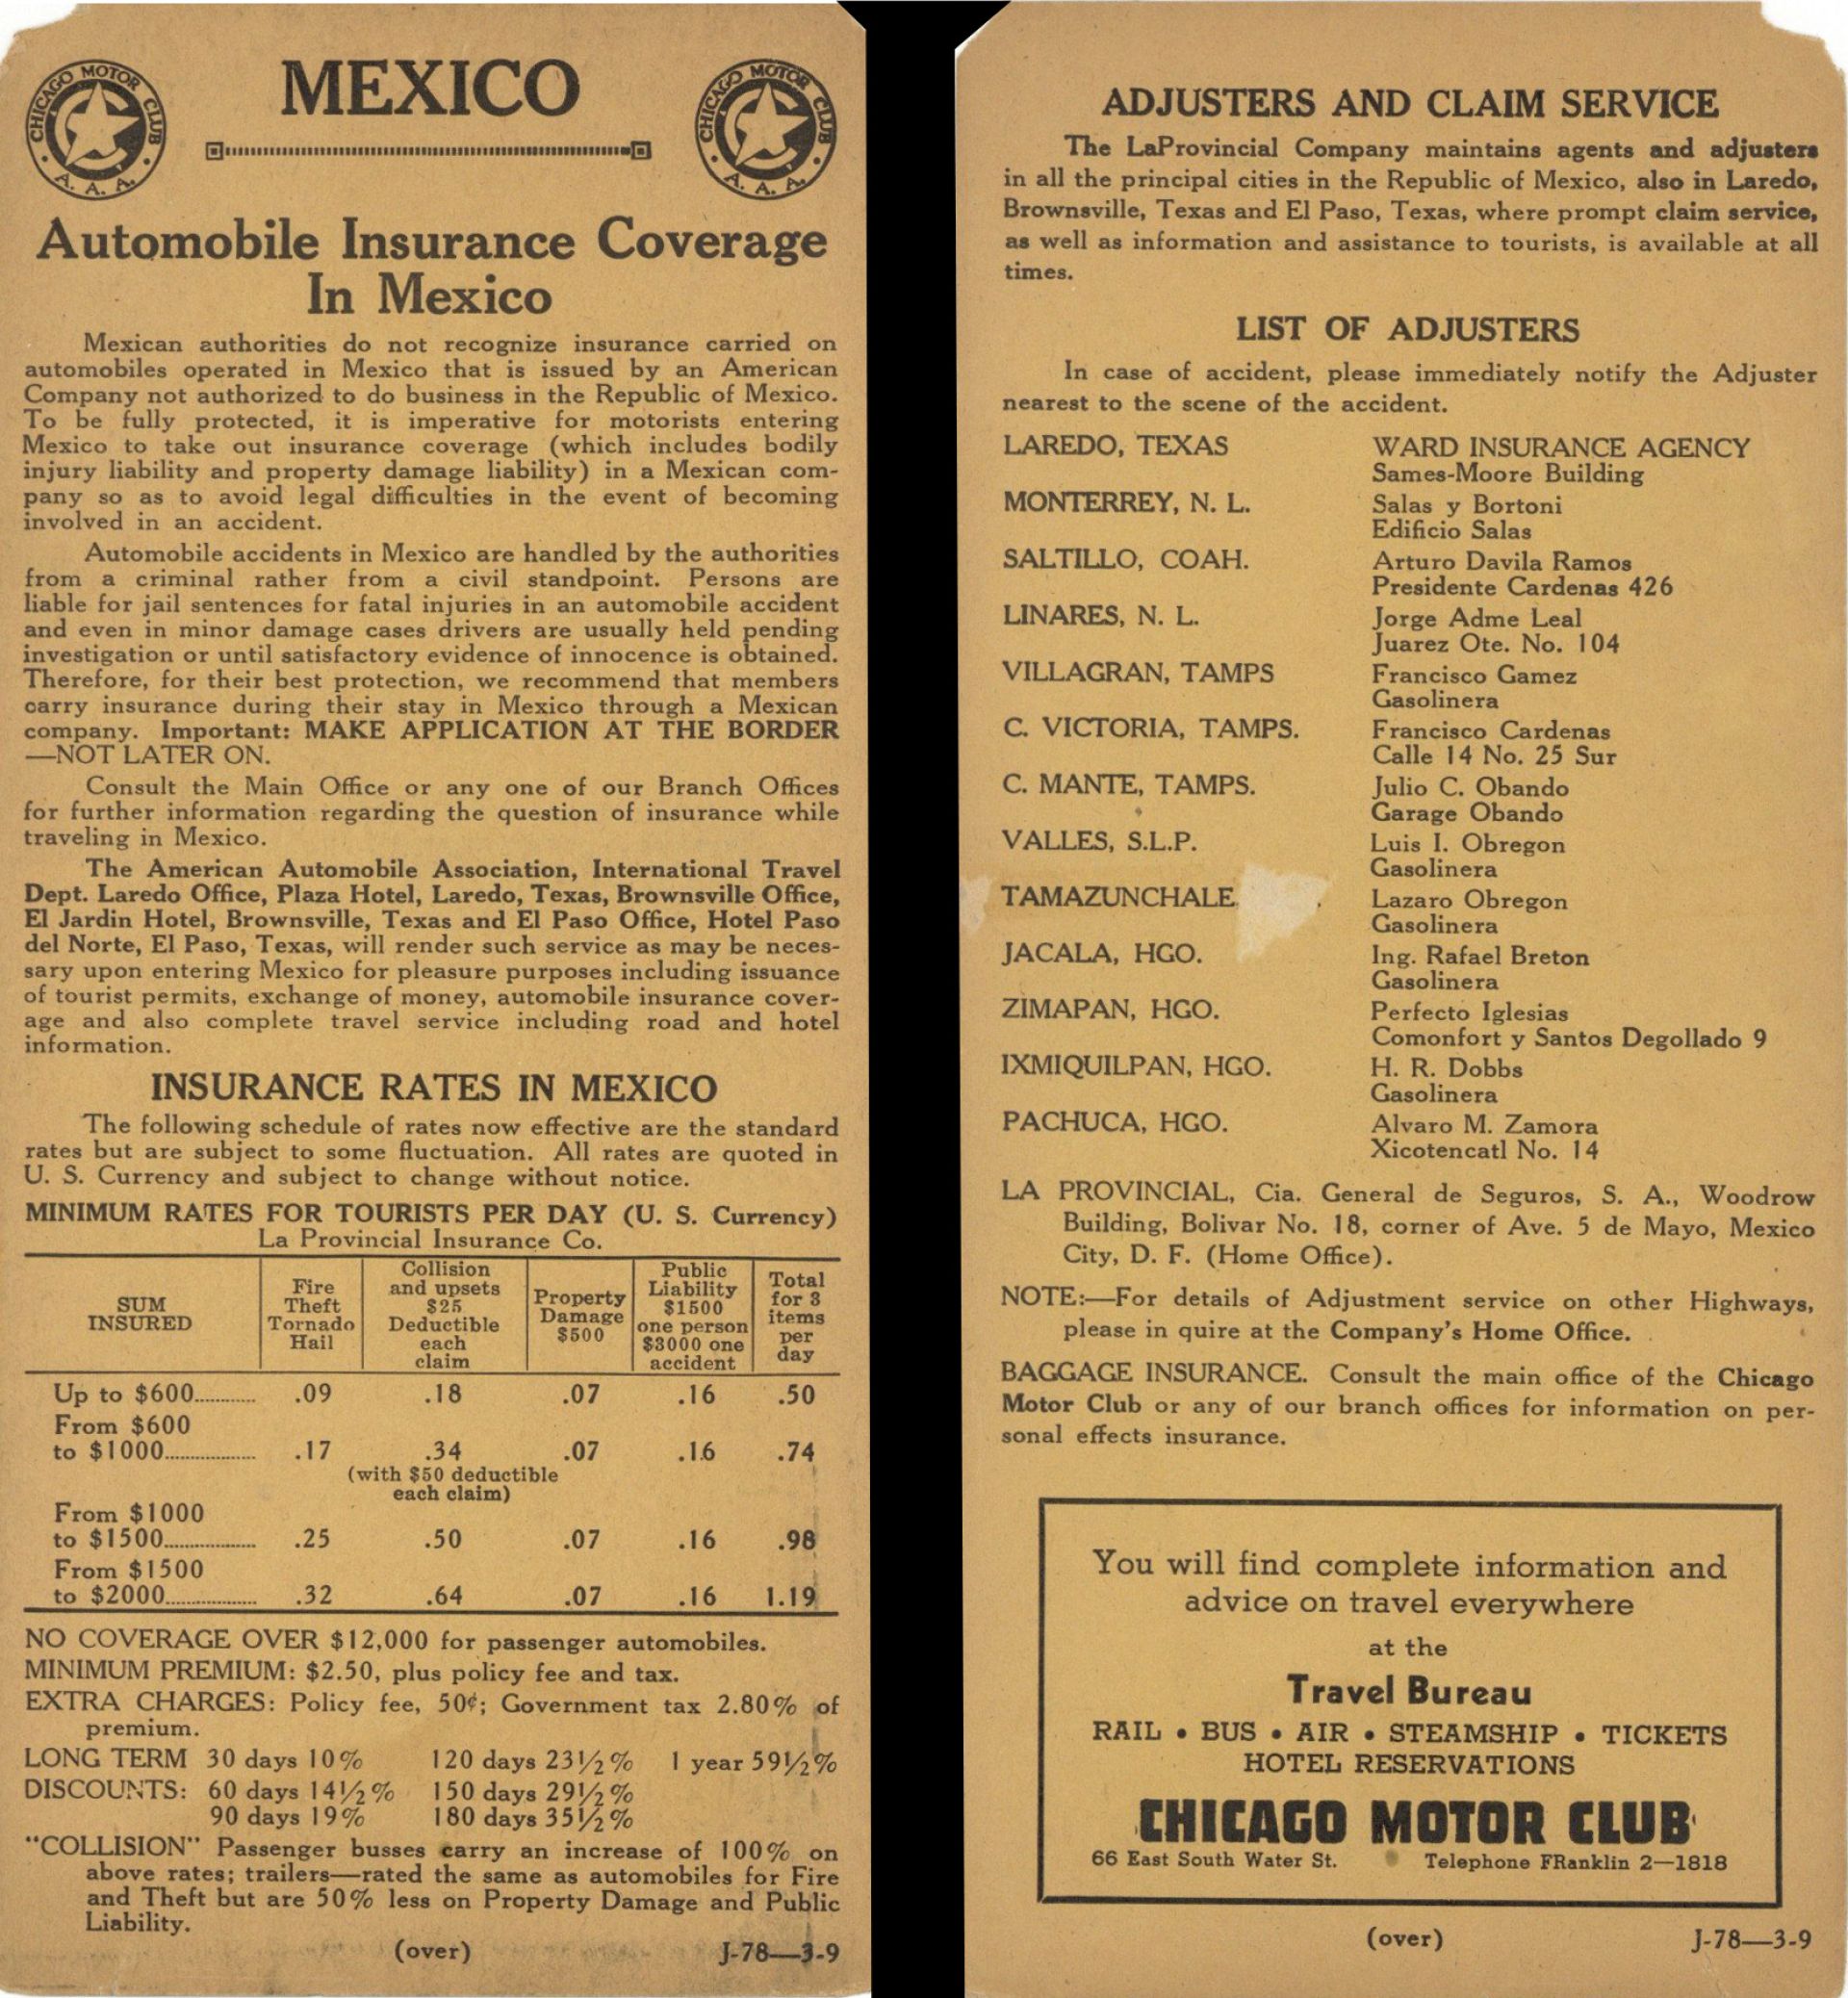 CHICAGO MOTOR CLUB
A. A. A.
MEXICO
CHICAGO MOTOR CLUB
A. A. A.
Automobile Insurance Coverage
In Mexico
Mexican authorities do not recognize insurance carried on
automobiles operated in Mexico that is issued by an American
Company not authorized to do business in the Republic of Mexico.
To be fully protected, it is imperative for motorists entering
Mexico to take out insurance coverage (which includes bodily
injury liability and property damage liability) in a Mexican com-
pany so as to avoid legal difficulties in the event of becoming
involved in an accident.
Automobile accidents in Mexico are handled by the authorities
from a criminal rather from a civil standpoint. Persons are
liable for jail sentences for fatal injuries in an automobile accident
and even in minor damage cases drivers are usually held pending
investigation or until satisfactory evidence of innocence is obtained.
Therefore, for their best protection, we recommend that members
carry insurance during their stay in Mexico through a Mexican
company. Important: MAKE APPLICATION AT THE BORDER
—NOT LATER ON.
Consult the Main Office or any one of our Branch Offices
for further information regarding the question of insurance while
traveling in Mexico.
The American Automobile Association, International Travel
Dept. Laredo Office, Plaza Hotel, Laredo, Texas, Brownsville Office,
El Jardin Hotel, Brownsville, Texas and El Paso Office, Hotel Paso
del Norte, El Paso, Texas, will render such service as may be neces-
sary upon entering Mexico for pleasure purposes including issuance
of tourist permits, exchange of money, automobile insurance cover-
age and also complete travel service including road and hotel
information.
INSURANCE RATES IN MEXICO
The following schedule of rates now effective are the standard
rates but are subject to some fluctuation. All rates are quoted in
U. S. Currency and subject to change without notice.
MINIMUM RATES FOR TOURISTS PER DAY (U. S. Currency)
La Provincial Insurance Co.
SUM
INSURED
Fire
Theft
Tornado
Hail
Collision
and upsets
$25
Deductible
each
claim
Property
Damage
$500
Public
Liability
$1500
one person
$3000 one
accident
Total
for 3
items
per
day
Up to $600............ .09 .18 .07 .16 .50
From $600
to $1000.................. .17 .34 .07 .16 .74
(with $50 deductible
each claim)
From $1000
to $1500.................. .25 .50 .07 .16 .98
From $1500
to $2000.................. .32 .64 .07 .16 1.19
NO COVERAGE OVER $12,000 for passenger automobiles.
MINIMUM PREMIUM: $2.50, plus policy fee and tax.
EXTRA CHARGES: Policy fee, 50¢; Government tax 2.80% of
premium.
LONG TERM 30 days 10% 120 days 23½% 1 year 59½%
DISCOUNTS: 60 days 14½% 150 days 29½%
90 days 19% 180 days 35½%
"COLLISION" Passenger busses carry an increase of 100% on
above rates; trailers—rated the same as automobiles for Fire
and Theft but are 50% less on Property Damage and Public
Liability.
(over) J-78—3-9
ADJUSTERS AND CLAIM SERVICE
The LaProvincial Company maintains agents and adjusters
in all the principal cities in the Republic of Mexico, also in Laredo,
Brownsville, Texas and El Paso, Texas, where prompt claim service,
as well as information and assistance to tourists, is available at all
times.
LIST OF ADJUSTERS
In case of accident, please immediately notify the Adjuster
nearest to the scene of the accident.
LAREDO, TEXAS WARD INSURANCE AGENCY
Sames-Moore Building
MONTERREY, N. L. Salas y Bortoni
Edificio Salas
SALTILLO, COAH. Arturo Davila Ramos
Presidente Cardenas 426
LINARES, N. L. Jorge Adme Leal
Juarez Ote. No. 104
VILLAGRAN, TAMPS Francisco Gamez
Gasolinera
C. VICTORIA, TAMPS. Francisco Cardenas
Calle 14 No. 25 Sur
C. MANTE, TAMPS. Julio C. Obando
Garage Obando
VALLES, S.L.P. Luis I. Obregon
Gasolinera
TAMAZUNCHALE Lazaro Obregon
Gasolinera
JACALA, HGO. Ing. Rafael Breton
Gasolinera
ZIMAPAN, HGO. Perfecto Iglesias
Comonfort y Santos Degollado 9
IXMIQUILPAN, HGO. H. R. Dobbs
Gasolinera
PACHUCA, HGO. Alvaro M. Zamora
Xicotencatl No. 14
LA PROVINCIAL, Cia. General de Seguros, S. A., Woodrow
Building, Bolivar No. 18, corner of Ave. 5 de Mayo, Mexico
City, D. F. (Home Office).
NOTE:—For details of Adjustment service on other Highways,
please in quire at the Company's Home Office.
BAGGAGE INSURANCE. Consult the main office of the Chicago
Motor Club or any of our branch offices for information on per-
sonal effects insurance.
You will find complete information and
advice on travel everywhere
at the
Travel Bureau
RAIL • BUS • AIR • STEAMSHIP • TICKETS
HOTEL RESERVATIONS
CHICAGO MOTOR CLUB
66 East South Water St. Telephone FRanklin 2—1818
(over) J-78—3-9